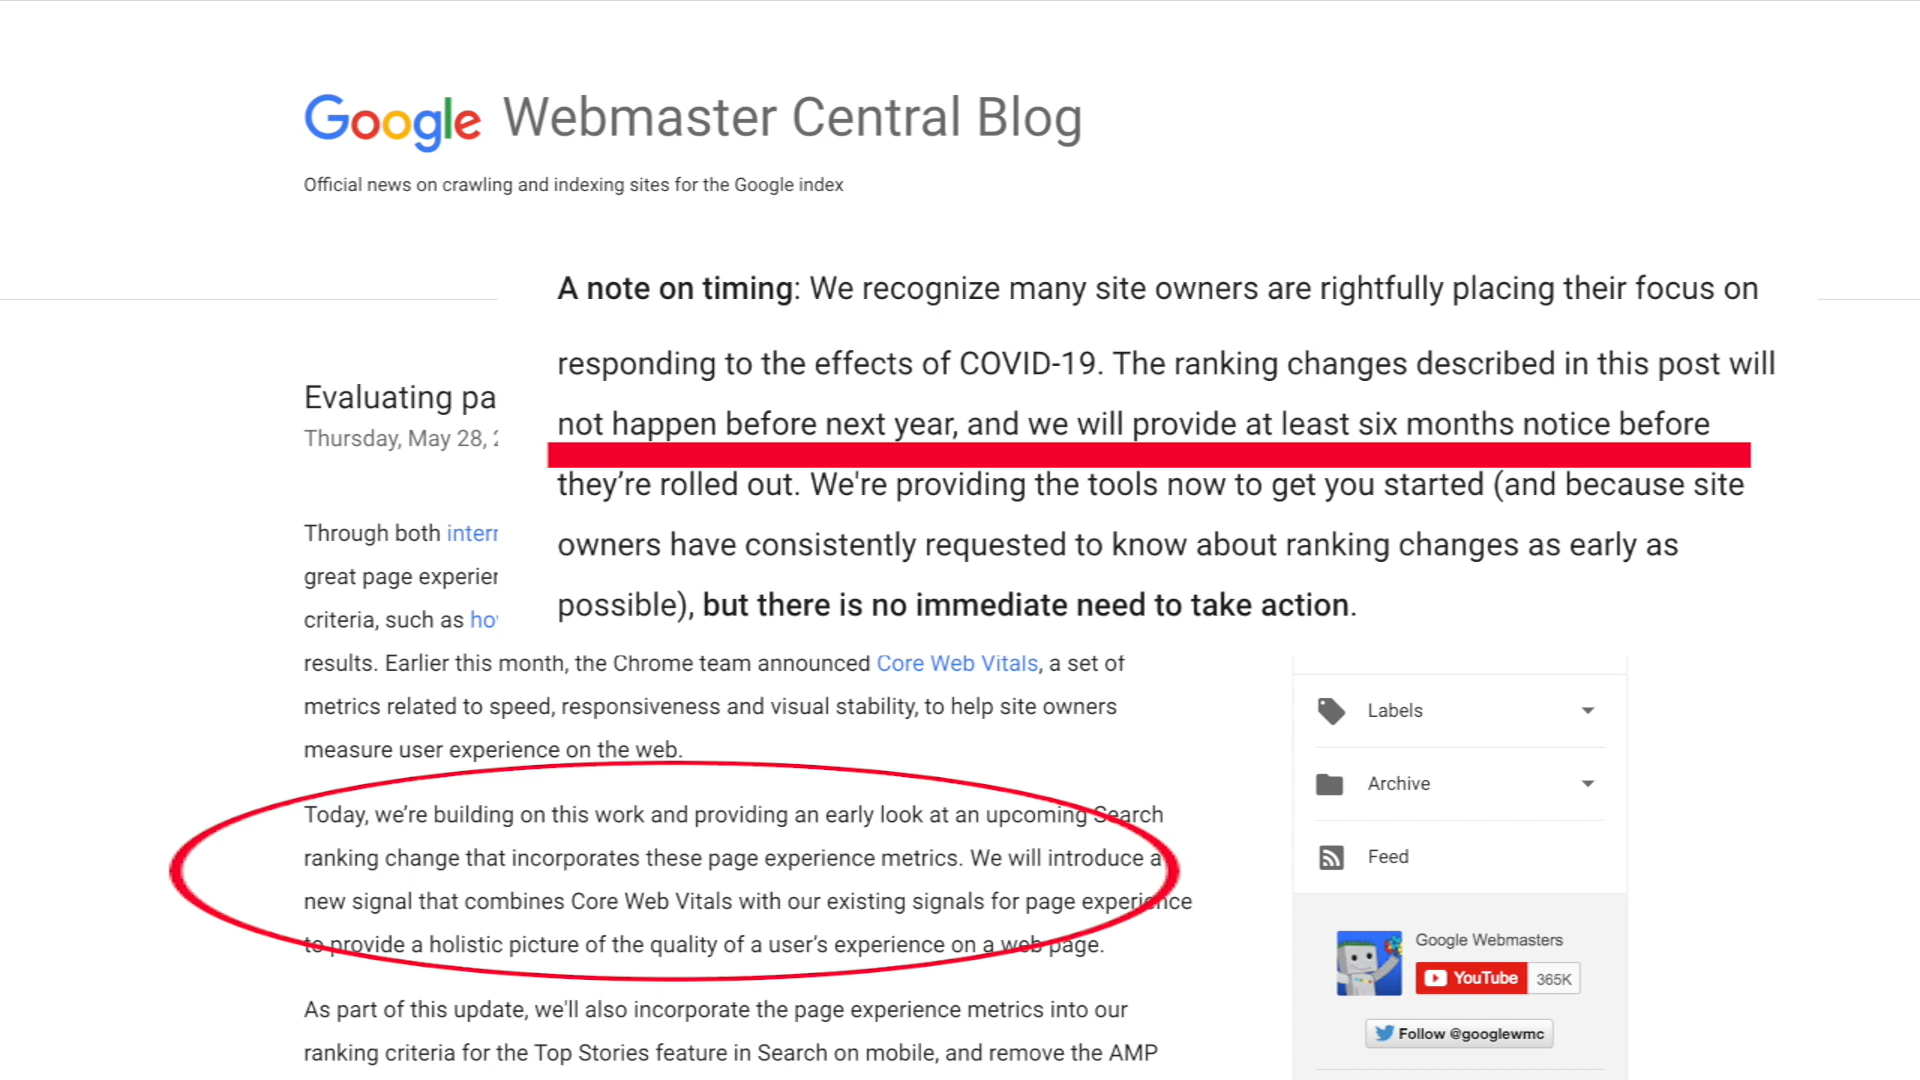 Google Webmaster Central Blog
Official news on crawling and indexing sites for the Google index
A note on timing: We recognize many site owners are rightfully placing their focus on
responding to the effects of COVID-19. The ranking changes described in this post will
not happen before next year, and we will provide at least six months notice before
they’re rolled out. We're providing the tools now to get you started (and because site
owners have consistently requested to know about ranking changes as early as
possible), but there is no immediate need to take action.
Evaluating pa
Thursday, May 28,
Through both
great page
criteria, such as
results. Earlier this month, the Chrome team announced Core Web Vitals, a set of
metrics related to speed, responsiveness and visual stability, to help site owners
measure user experience on the web.
Today, we’re building on this work and providing an early look at an upcoming Search
ranking change that incorporates these page experience metrics. We will introduce a
new signal that combines Core Web Vitals with our existing signals for page experience
to provide a holistic picture of the quality of a user’s experience on a web page.
As part of this update, we'll also incorporate the page experience metrics into our
ranking criteria for the Top Stories feature in Search on mobile, and remove the AMP
Labels
Archive
Feed
Google Webmasters
YouTube 365K
Follow @googlewmc